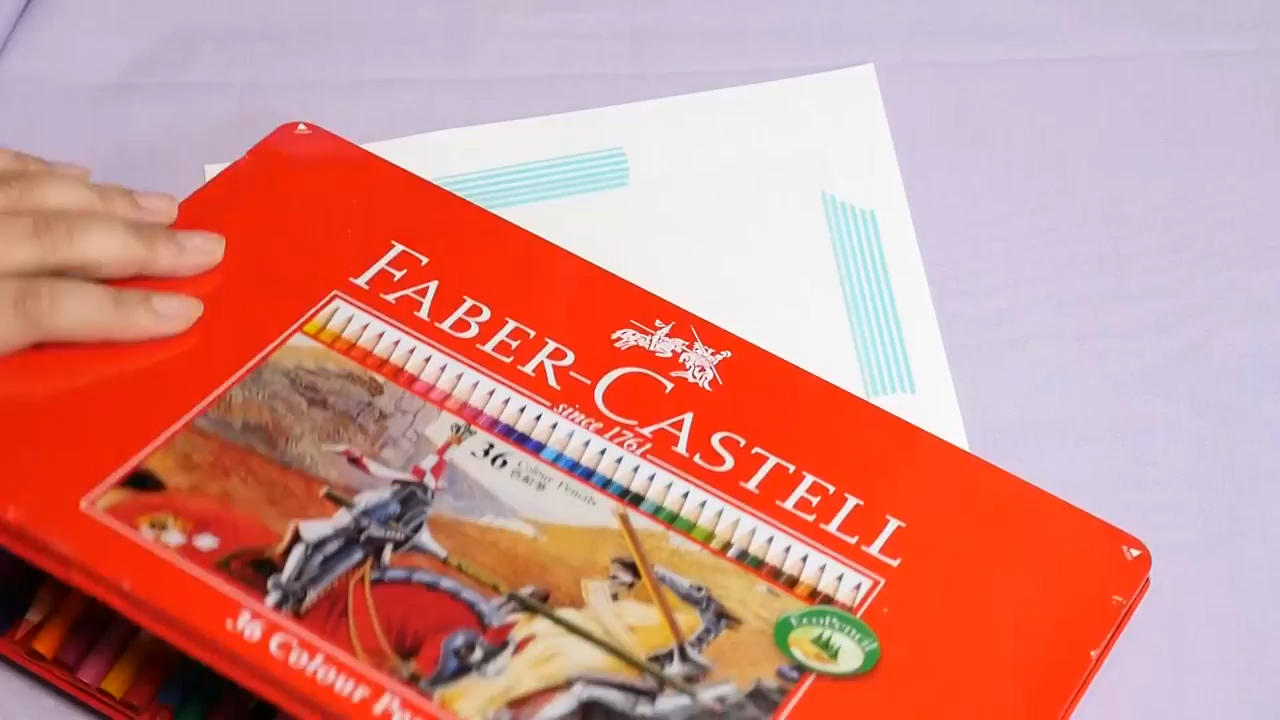 FABER-CASTELL
since 1761
36 Colour Pencils
色鉛筆
EcoPencil
36 Colour Pe